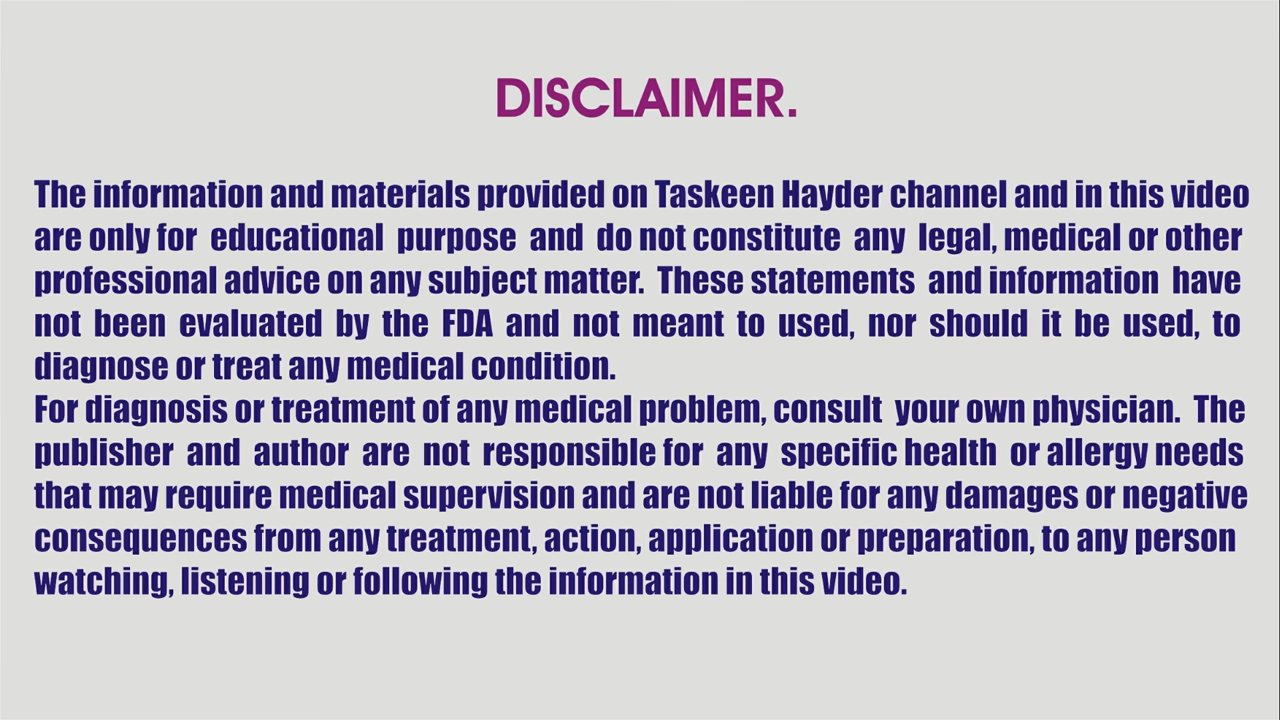 DISCLAIMER.
The information and materials provided on Taskeen Hayder channel and in this video
are only for educational purpose and do not constitute any legal, medical or other
professional advice on any subject matter. These statements and information have
not been evaluated by the FDA and not meant to used, nor should it be used, to
diagnose or treat any medical condition.
For diagnosis or treatment of any medical problem, consult your own physician. The
publisher and author are not responsible for any specific health or allergy needs
that may require medical supervision and are not liable for any damages or negative
consequences from any treatment, action, application or preparation, to any person
watching, listening or following the information in this video.